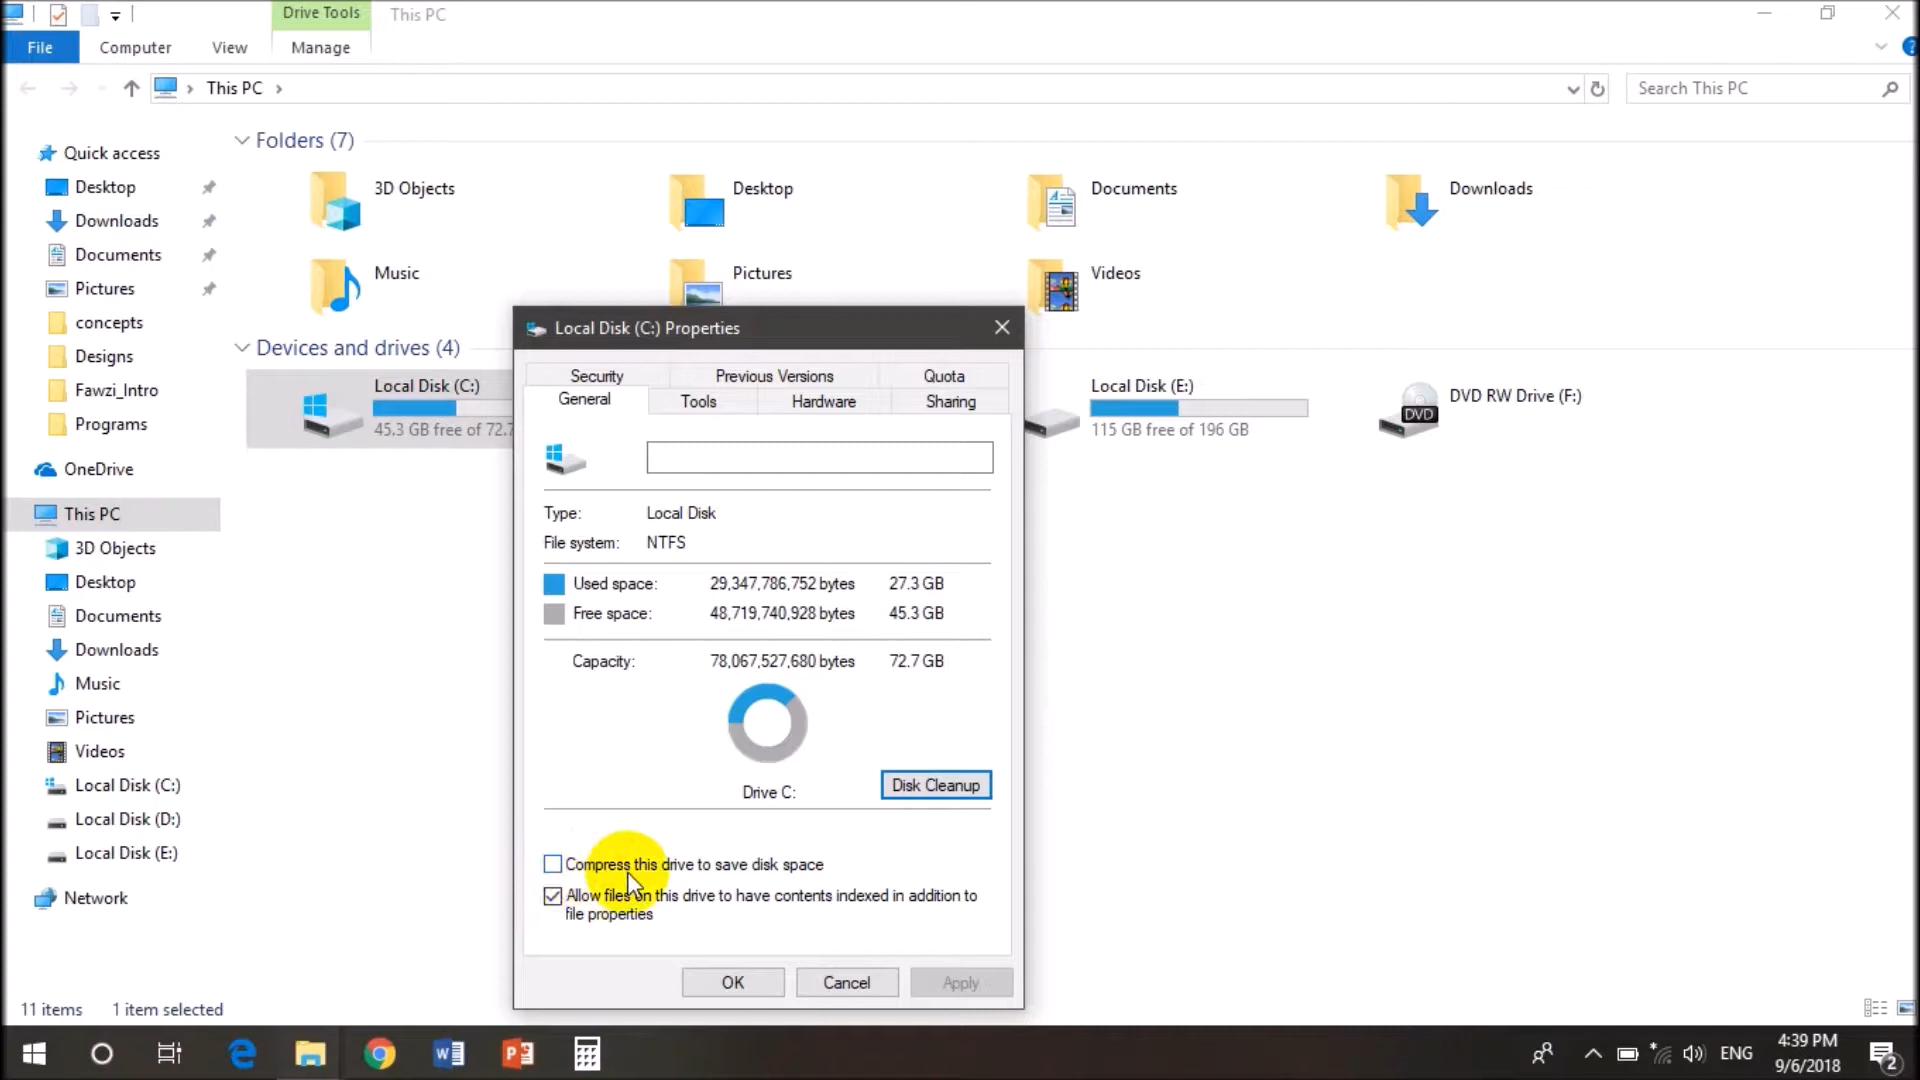 Drive Tools
This PC
File
Computer
View
Manage
This PC
Search This PC
Quick access
Desktop
Downloads
Documents
Pictures
concepts
Designs
Fawzi_Intro
Programs
OneDrive
This PC
3D Objects
Desktop
Documents
Downloads
Music
Pictures
Videos
Local Disk (C:)
Local Disk (D:)
Local Disk (E:)
Network
Folders (7)
3D Objects
Desktop
Documents
Downloads
Music
Pictures
Videos
Devices and drives (4)
Local Disk (C:)
45.3 GB free of 72.7
Local Disk (E:)
115 GB free of 196 GB
DVD RW Drive (F:)
DVD
Local Disk (C:) Properties
Security
Previous Versions
Quota
General
Tools
Hardware
Sharing
Type:
Local Disk
File system:
NTFS
Used space:
29,347,786,752 bytes
27.3 GB
Free space:
48,719,740,928 bytes
45.3 GB
Capacity:
78,067,527,680 bytes
72.7 GB
Drive C:
Disk Cleanup
Compress this drive to save disk space
Allow files on this drive to have contents indexed in addition to
file properties
OK
Cancel
Apply
11 items
1 item selected
ENG
4:39 PM
9/6/2018
2